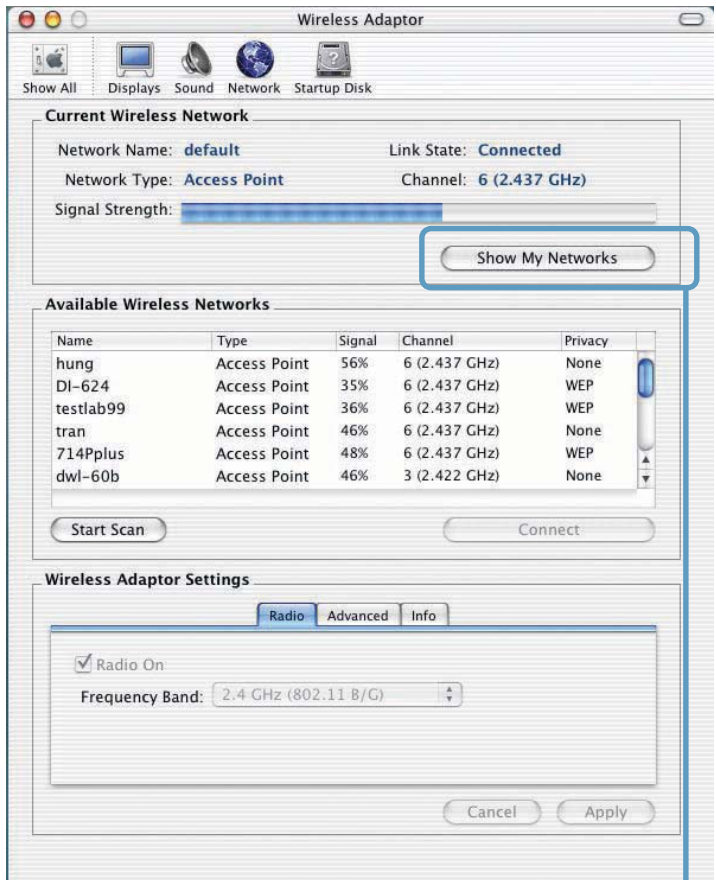 Wireless Adaptor
Show All Displays Sound Network Startup Disk
Current Wireless Network
Network Name: default Link State: Connected
Network Type: Access Point Channel: 6 (2.437 GHz)
Signal Strength:
Show My Networks
Available Wireless Networks
Name Type Signal Channel Privacy
hung Access Point 56% 6 (2.437 GHz) None
DI-624 Access Point 35% 6 (2.437 GHz) WEP
testlab99 Access Point 36% 6 (2.437 GHz) WEP
tran Access Point 46% 6 (2.437 GHz) None
714Pplus Access Point 48% 6 (2.437 GHz) WEP
dwl-60b Access Point 46% 3 (2.422 GHz) None
Start Scan Connect
Wireless Adaptor Settings
Radio Advanced Info
Radio On
Frequency Band: 2.4 GHz (802.11 B/G)
Cancel Apply